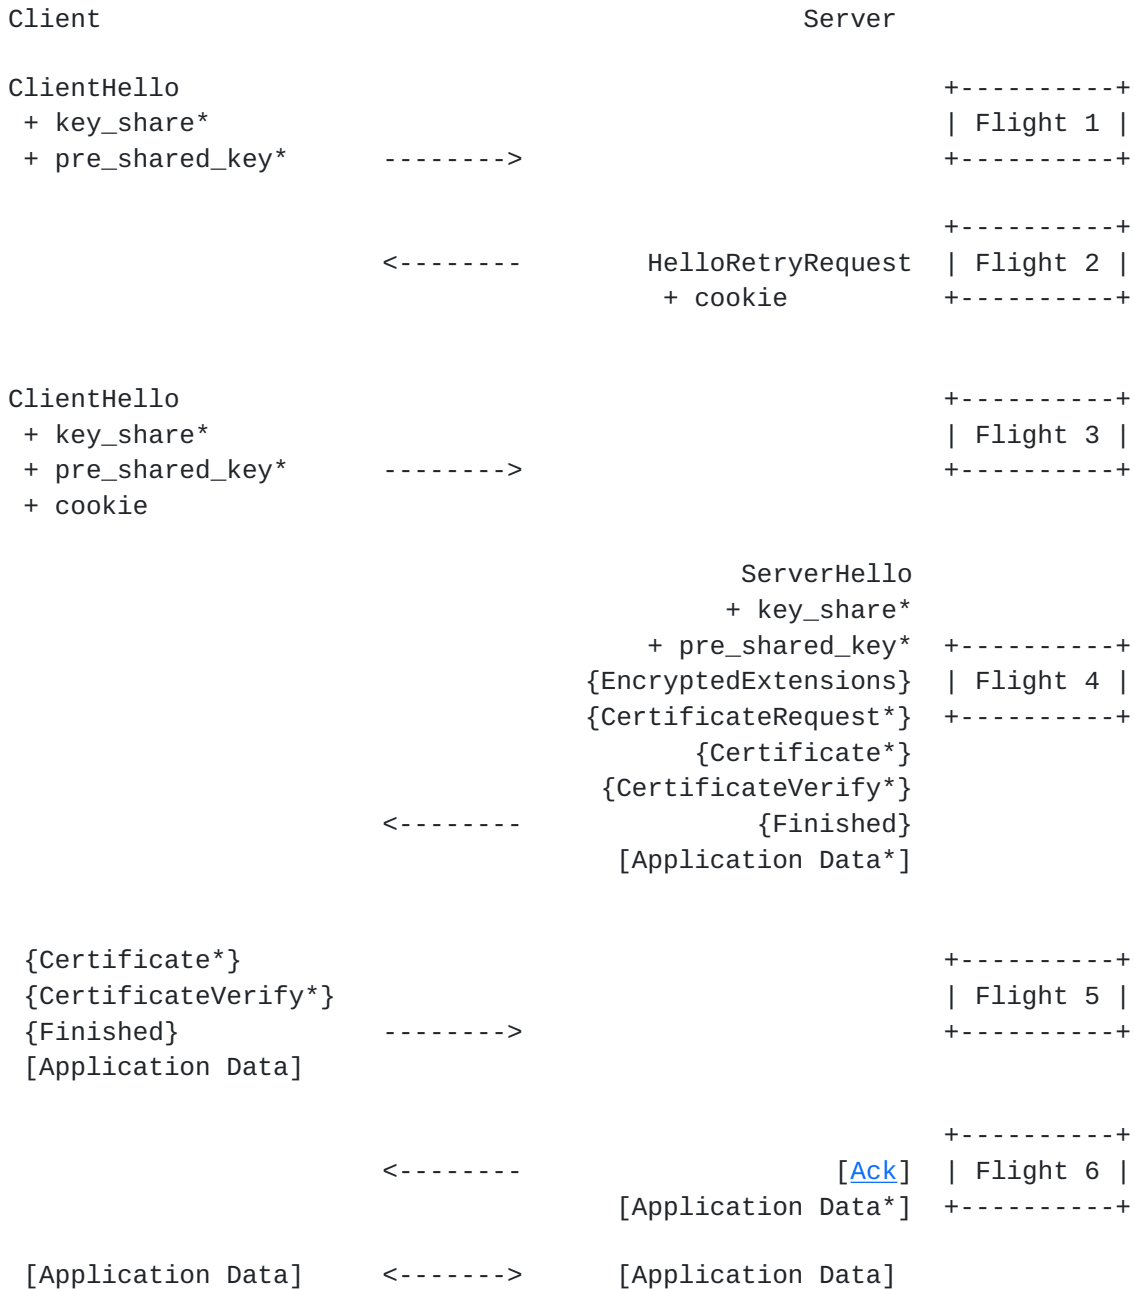 Client                                             Server

ClientHello                                                 +----------+
 + key_share*                                               | Flight 1 |
 + pre_shared_key*      -------->                           +----------+

                                                            +----------+
                        <--------        HelloRetryRequest  | Flight 2 |
                                          + cookie          +----------+

ClientHello                                                 +----------+
 + key_share*                                               | Flight 3 |
 + pre_shared_key*      -------->                           +----------+
 + cookie

                                               ServerHello
                                              + key_share*
                                         + pre_shared_key*  +----------+
                                     {EncryptedExtensions}  | Flight 4 |
                                     {CertificateRequest*}  +----------+
                                            {Certificate*}
                                      {CertificateVerify*}
                        <--------               {Finished}
                                       [Application Data*]

 {Certificate*}                                             +----------+
 {CertificateVerify*}                                       | Flight 5 |
 {Finished}             -------->                           +----------+
 [Application Data]

                                                            +----------+
                        <--------                    [Ack]  | Flight 6 |
                                       [Application Data*]  +----------+

 [Application Data]     <------->      [Application Data]